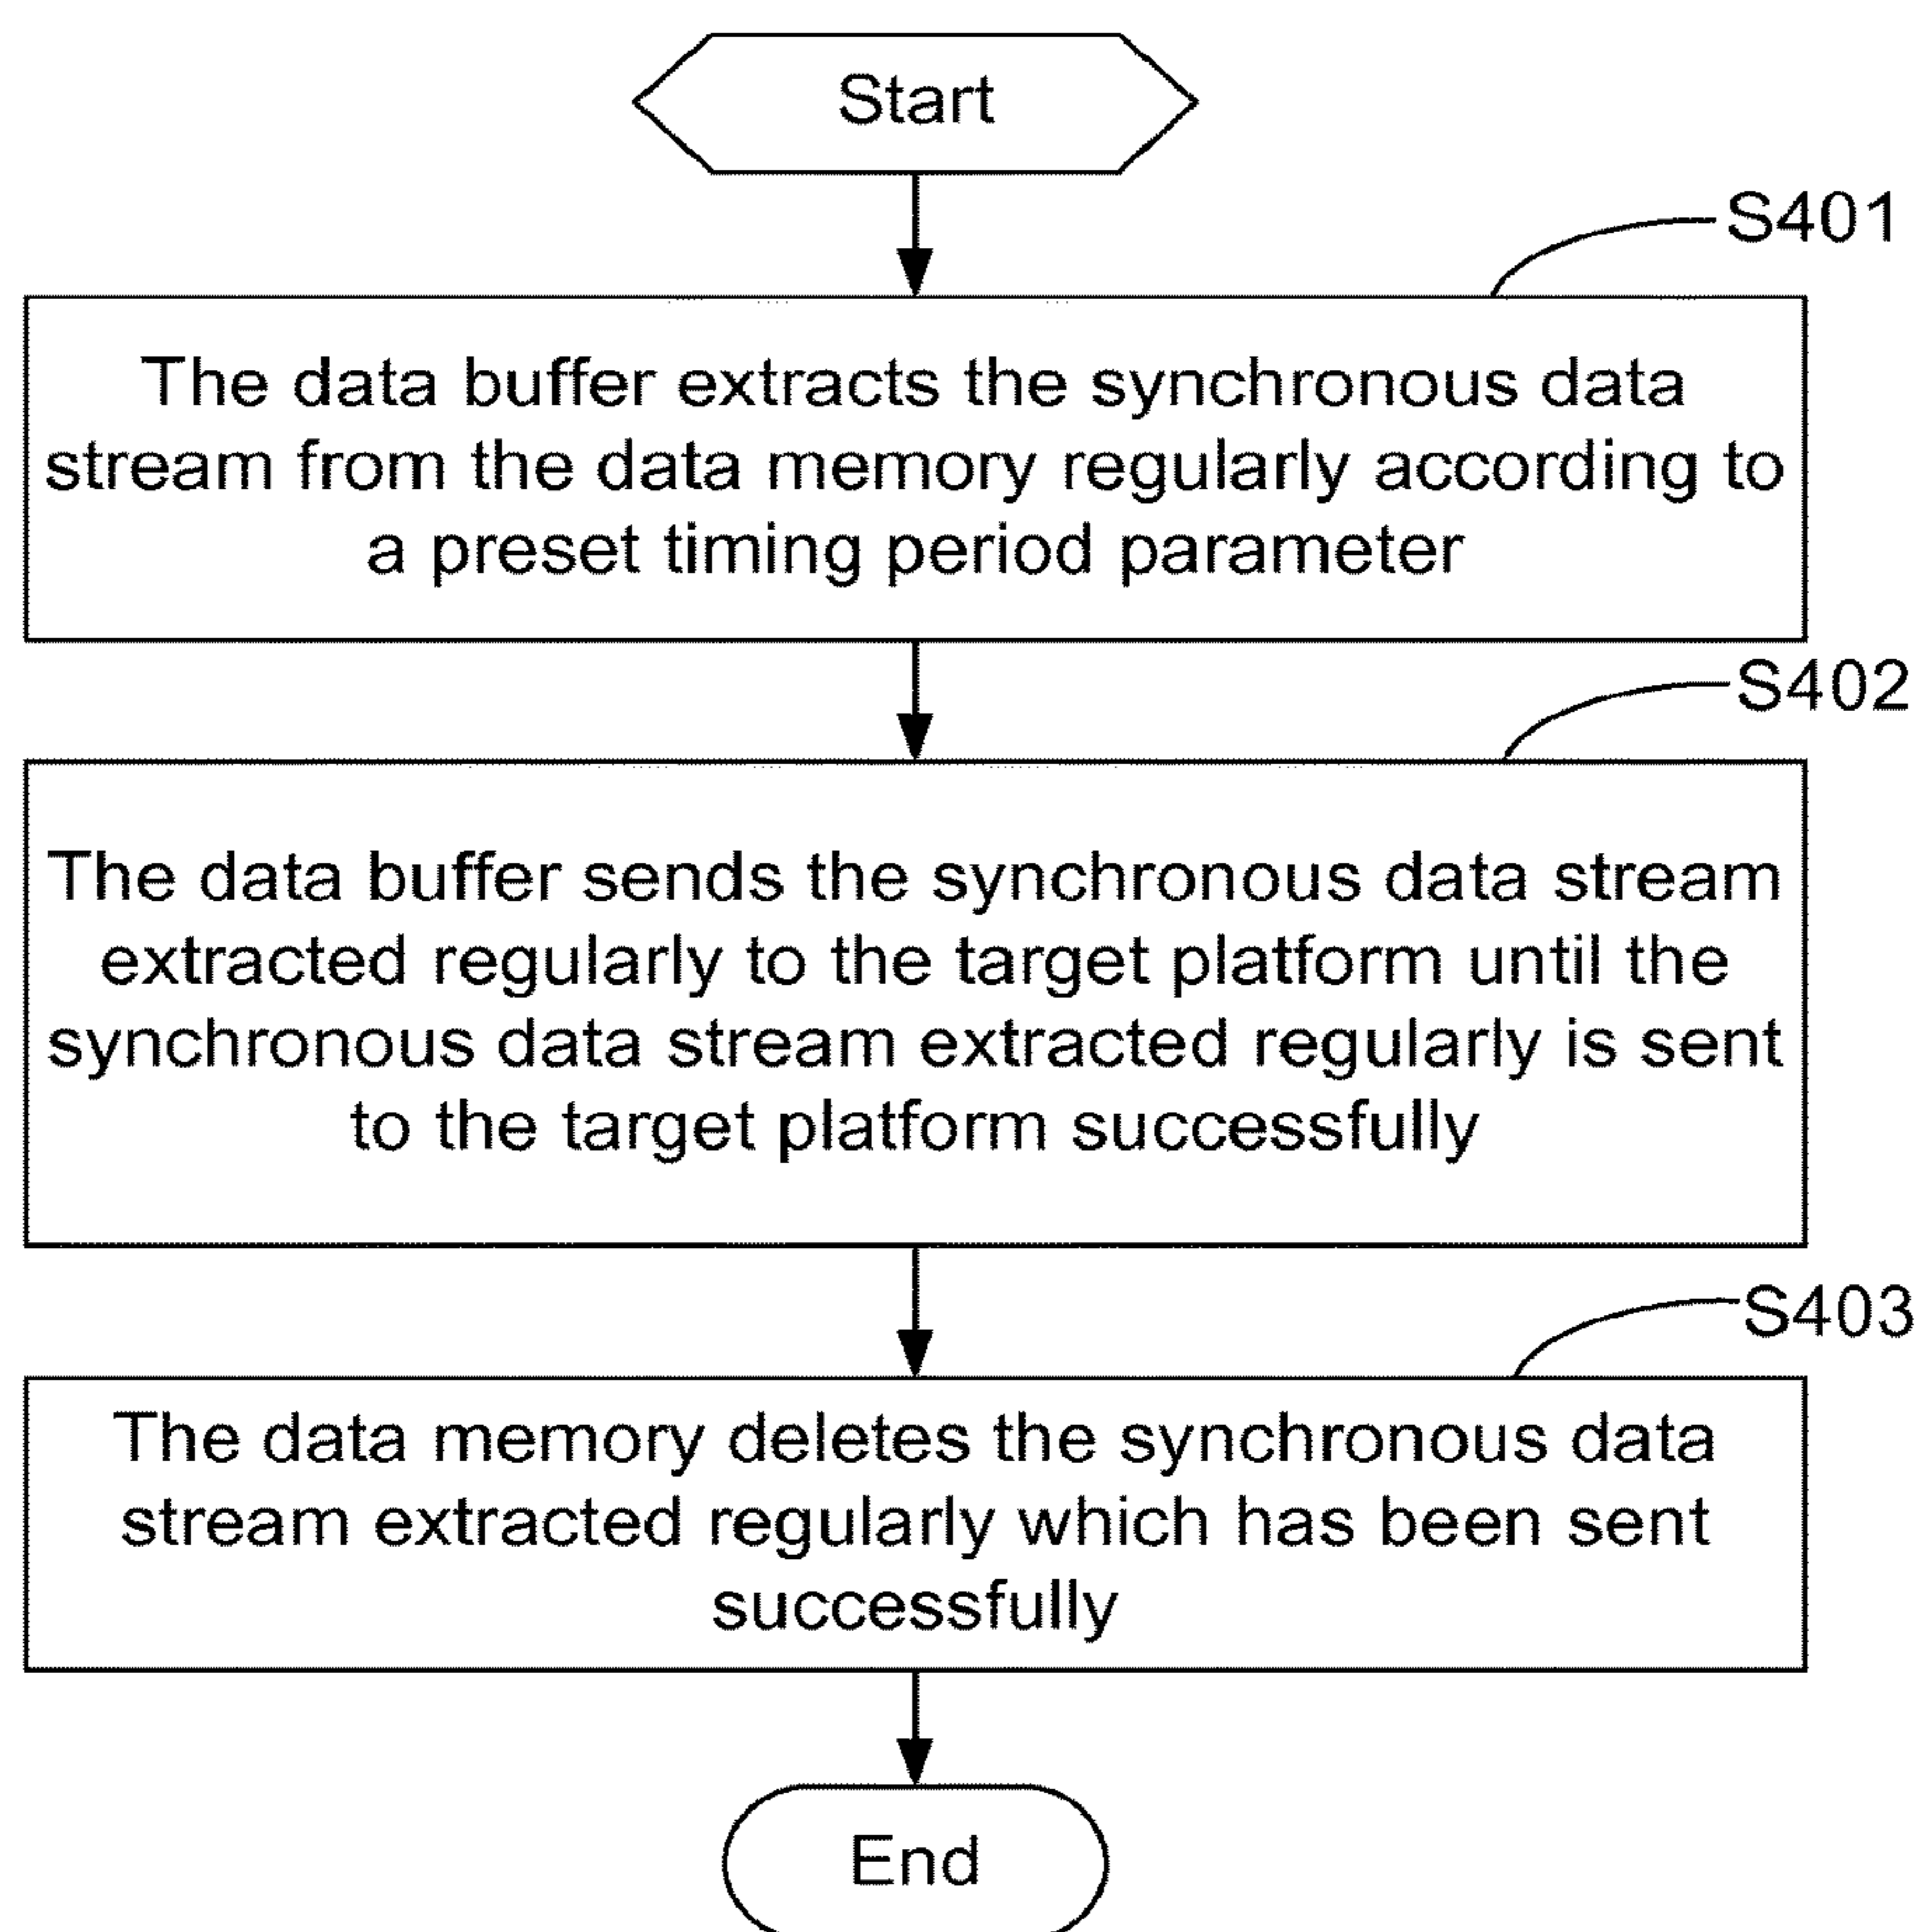 Start
S401
The data buffer extracts the synchronous data
stream from the data memory regularly according to
a preset timing period parameter
S402
The data buffer sends the synchronous data stream
extracted regularly to the target platform until the
synchronous data stream extracted regularly is sent
to the target platform successfully
S403
The data memory deletes the synchronous data
stream extracted regularly which has been sent
successfully
End